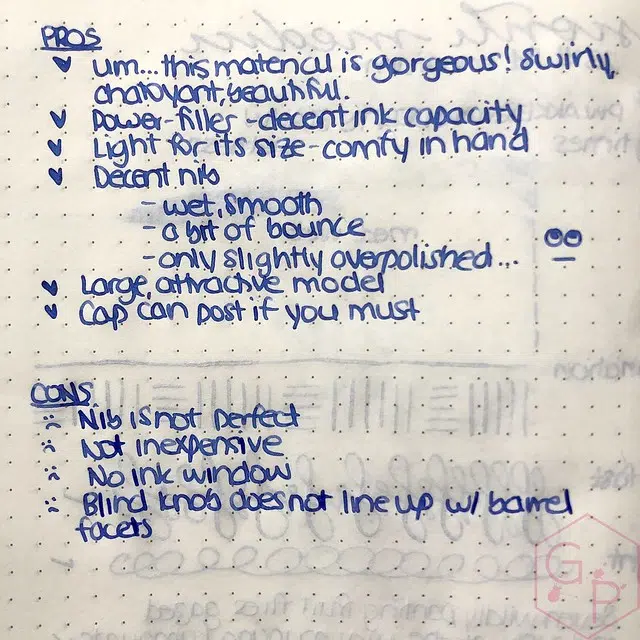 PROS
um... this material is gorgeous! Swirly,
chatoyant, beautiful.
Power-filler - decent ink capacity
Light for its size - comfy in hand
Decent nib
- wet, smooth
- a bit of bounce
- only slightly overpolished...
Large, attractive model
Cap can post if you must
CONS
Nib is not perfect
Not inexpensive
No ink window
Blind knob does not line up w/ barrel
facets
G P